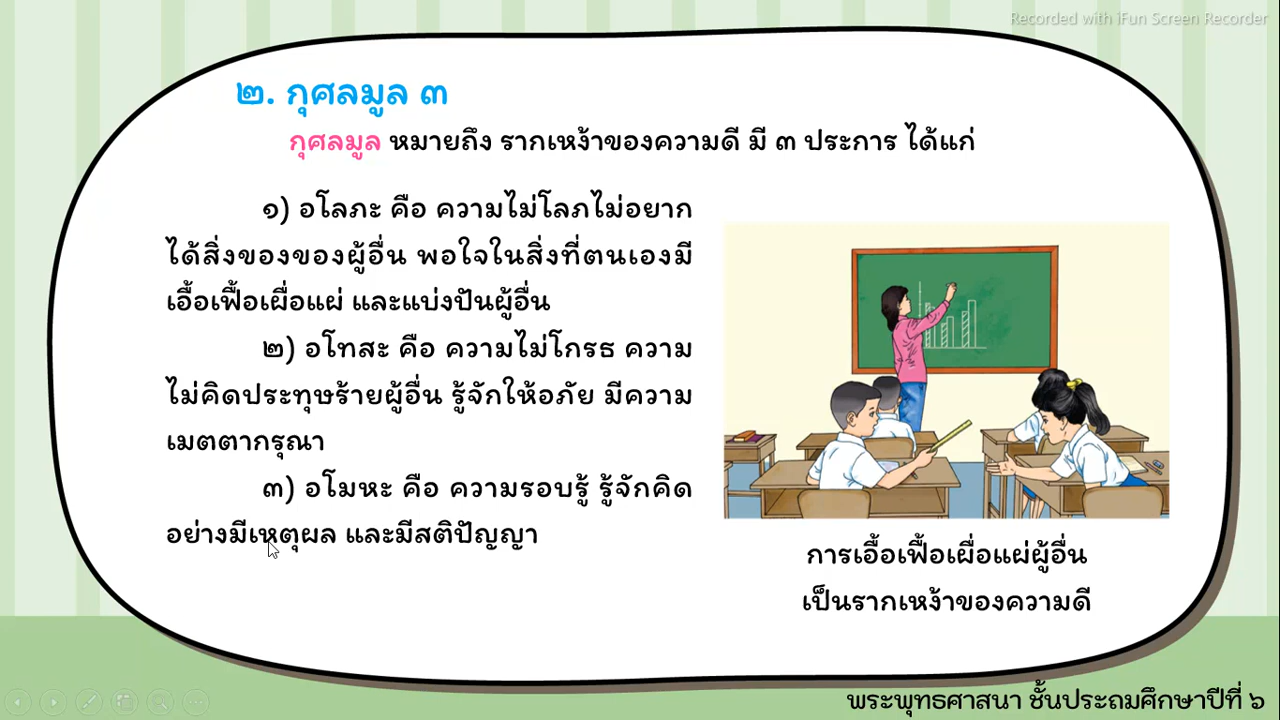 Recorded with iFun Screen Recorder
๒. กุศลมูล ๓
กุศลมูล หมายถึง รากเหง้าของความดี มี ๓ ประการ ได้แก่
๑) อโลภะ คือ ความไม่โลภไม่อยาก
ได้สิ่งของของผู้อื่น พอใจในสิ่งที่ตนเองมี
เอื้อเฟื้อเผื่อแผ่ และแบ่งปันผู้อื่น
๒) อโทสะ คือ ความไม่โกรธ ความ
ไม่คิดประทุษร้ายผู้อื่น รู้จักให้อภัย มีความ
เมตตากรุณา
๓) อโมหะ คือ ความรอบรู้ รู้จักคิด
อย่างมีเหตุผล และมีสติปัญญา
การเอื้อเฟื้อเผื่อแผ่ผู้อื่น
เป็นรากเหง้าของความดี
พระพุทธศาสนา ชั้นประถมศึกษาปีที่ ๖